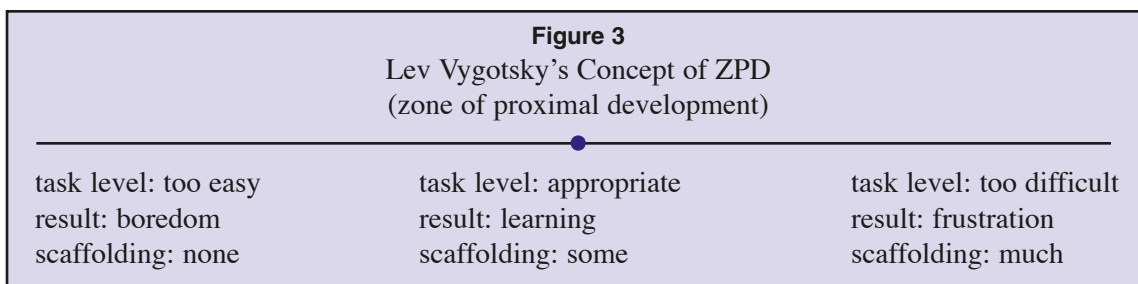 Figure 3
Lev Vygotsky's Concept of ZPD
(zone of proximal development)
task level: too easy
result: boredom
scaffolding: none
task level: appropriate
result: learning
scaffolding: some
task level: too difficult
result: frustration
scaffolding: much